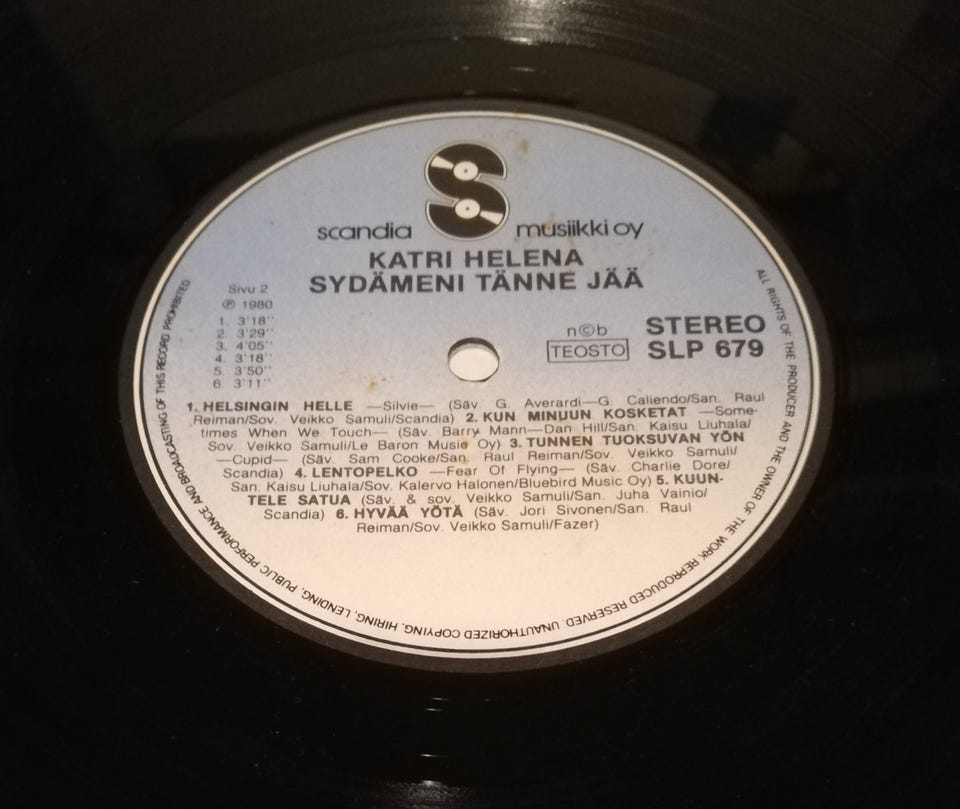 scandia musiikki oy
KATRI HELENA
SYDÄMENI TÄNNE JÄÄ
Sivu 2
℗ 1980
1. 3'18''
2. 3'29''
3. 4'05''
4. 3'18''
5. 3'50''
6. 3'11''
n©b
TEOSTO
STEREO
SLP 679
1. HELSINGIN HELLE —Silvie— (Säv. G. Averardi—G. Caliendo/San. Raul
Reiman/Sov. Veikko Samuli/Scandia) 2. KUN MINUUN KOSKETAT —Some-
times When We Touch— (Säv. Barry Mann—Dan Hill/San. Kaisu Liuhala/
Sov. Veikko Samuli/Le Baron Music Oy) 3. TUNNEN TUOKSUVAN YÖN
—Cupid— (Säv. Sam Cooke/San. Raul Reiman/Sov. Veikko Samuli/
Scandia) 4. LENTOPELKO —Fear Of Flying— (Säv. Charlie Dore/
San. Kaisu Liuhala/Sov. Kalervo Halonen/Bluebird Music Oy) 5. KUUN-
TELE SATUA (Säv. & sov. Veikko Samuli/San. Juha Vainio/
Scandia) 6. HYVÄÄ YÖTÄ (Säv. Jori Sivonen/San. Raul
Reiman/Sov. Veikko Samuli/Fazer)
ALL RIGHTS OF THE PRODUCER AND THE OWNER OF THE WORK REPRODUCED RESERVED. UNAUTHORIZED COPYING, HIRING, LENDING, PUBLIC PERFORMANCE AND BROADCASTING OF THIS RECORD PROHIBITED